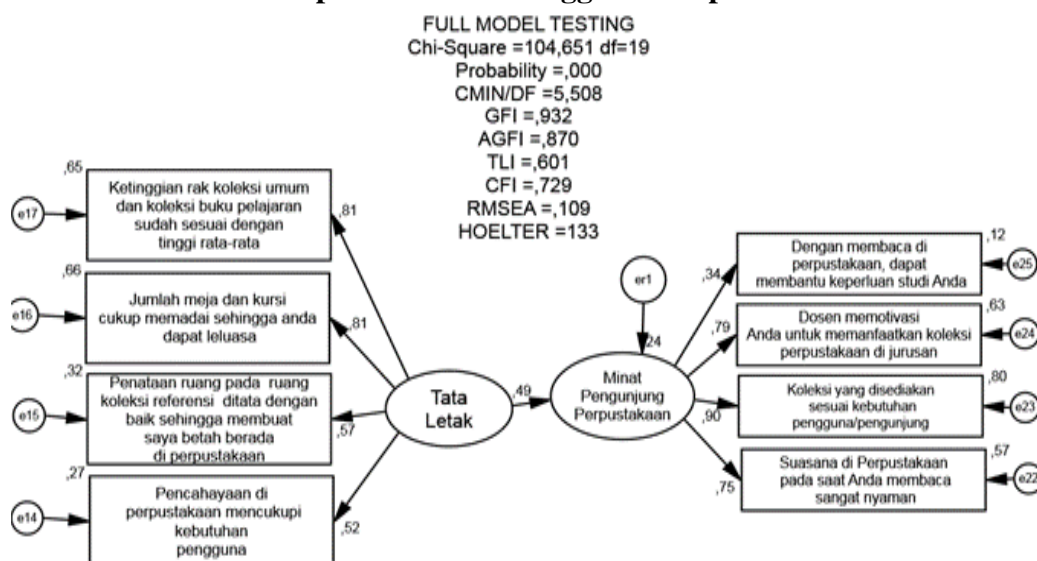 FULL MODEL TESTING
Chi-Square =104,651 df=19
Probability =,000
CMIN/DF =5,508
GFI =,932
AGFI =,870
TLI =,601
CFI =,729
RMSEA =,109
HOELTER =133
,65
e17
Ketinggian rak koleksi umum
dan koleksi buku pelajaran
sudah sesuai dengan
tinggi rata-rata
,81
,66
e16
Jumlah meja dan kursi
cukup memadai sehingga anda
dapat leluasa
,81
,32
e15
Penataan ruang pada ruang
koleksi referensi ditata dengan
baik sehingga membuat
saya betah berada
di perpustakaan
,57
,27
e14
Pencahayaan di
perpustakaan mencukupi
kebutuhan
pengguna
,52
Tata
Letak
,49
er1
,24
Minat
Pengunjung
Perpustakaan
,34
,12
Dengan membaca di
perpustakaan, dapat
membantu keperluan studi Anda
e25
,79
,63
Dosen memotivasi
Anda untuk memanfaatkan koleksi
perpustakaan di jurusan
e24
,90
,80
Koleksi yang disediakan
sesuai kebutuhan
pengguna/pengunjung
e23
,75
,57
Suasana di Perpustakaan
pada saat Anda membaca
sangat nyaman
e22